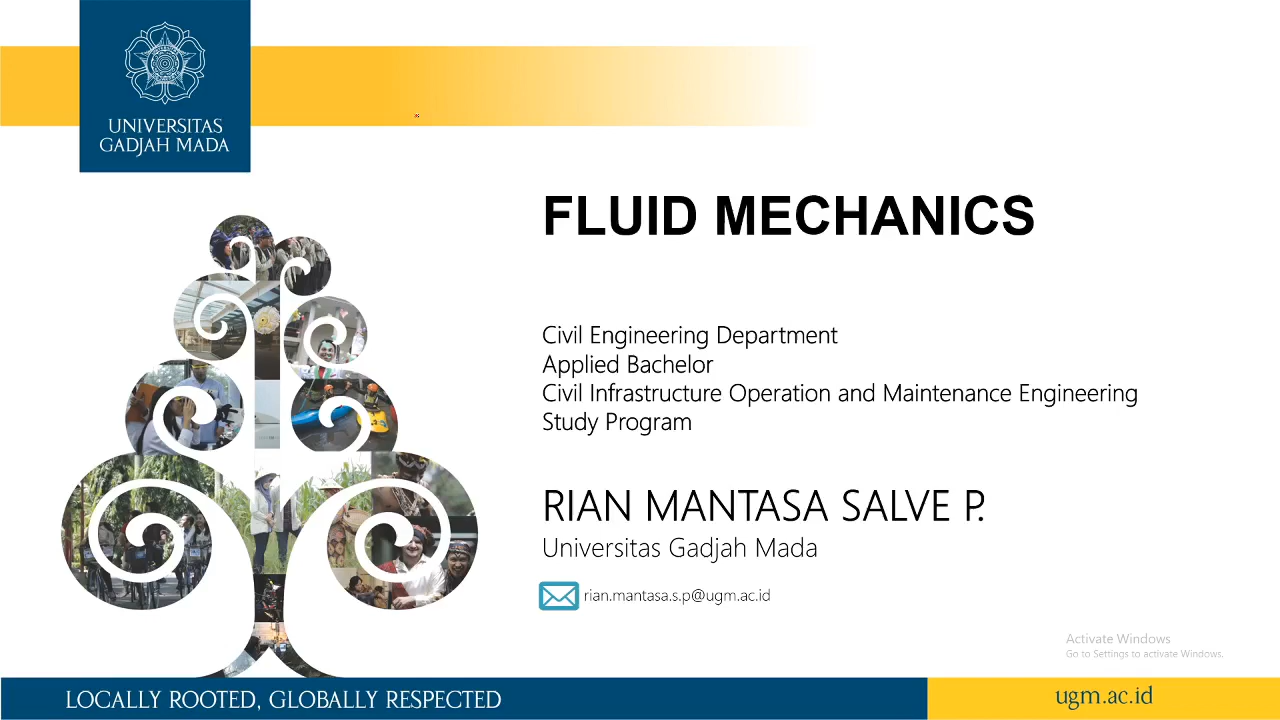 UNIVERSITAS
GADJAH MADA
FLUID MECHANICS
Civil Engineering Department
Applied Bachelor
Civil Infrastructure Operation and Maintenance Engineering
Study Program
RIAN MANTASA SALVE P.
Universitas Gadjah Mada
rian.mantasa.s.p@ugm.ac.id
Activate Windows
Go to Settings to activate Windows.
LOCALLY ROOTED, GLOBALLY RESPECTED
ugm.ac.id